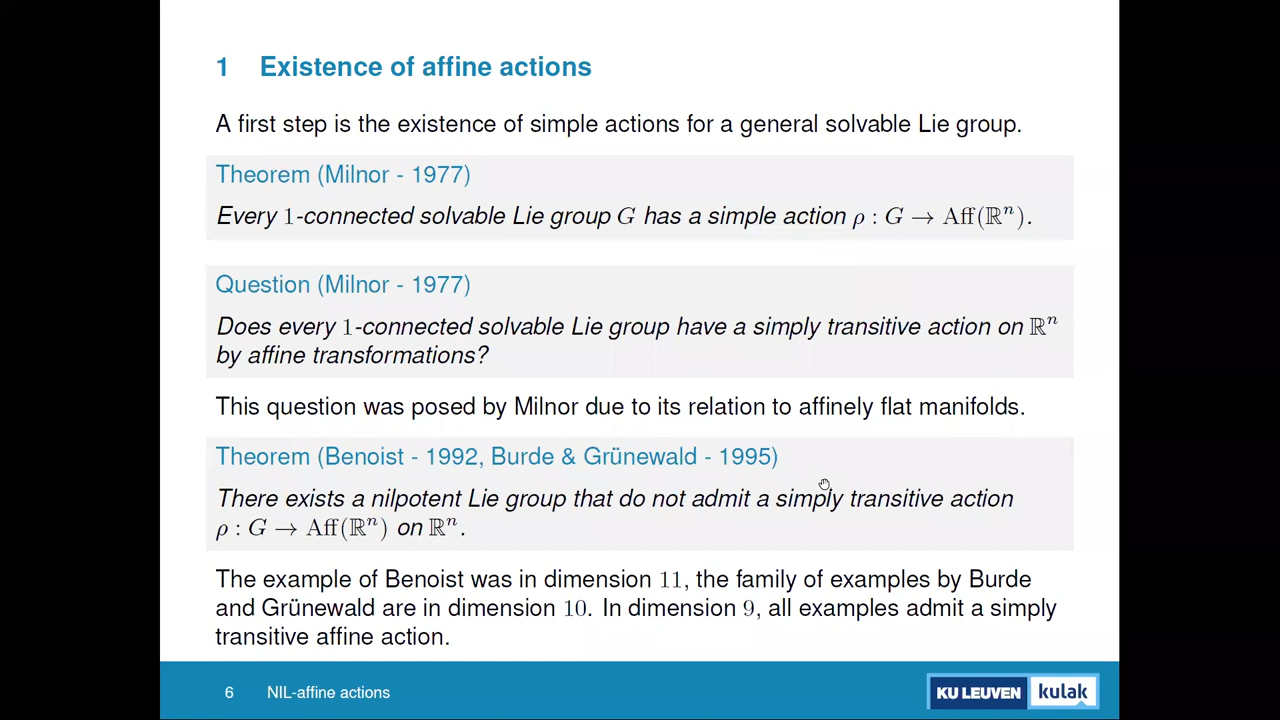 1 Existence of affine actions
A first step is the existence of simple actions for a general solvable Lie group.
Theorem (Milnor - 1977)
Every 1-connected solvable Lie group G has a simple action ρ : G → Aff(ℝⁿ).
Question (Milnor - 1977)
Does every 1-connected solvable Lie group have a simply transitive action on ℝⁿ
by affine transformations?
This question was posed by Milnor due to its relation to affinely flat manifolds.
Theorem (Benoist - 1992, Burde & Grünewald - 1995)
There exists a nilpotent Lie group that do not admit a simply transitive action
ρ : G → Aff(ℝⁿ) on ℝⁿ.
The example of Benoist was in dimension 11, the family of examples by Burde
and Grünewald are in dimension 10. In dimension 9, all examples admit a simply
transitive affine action.
6 NIL-affine actions
KU LEUVEN kulak